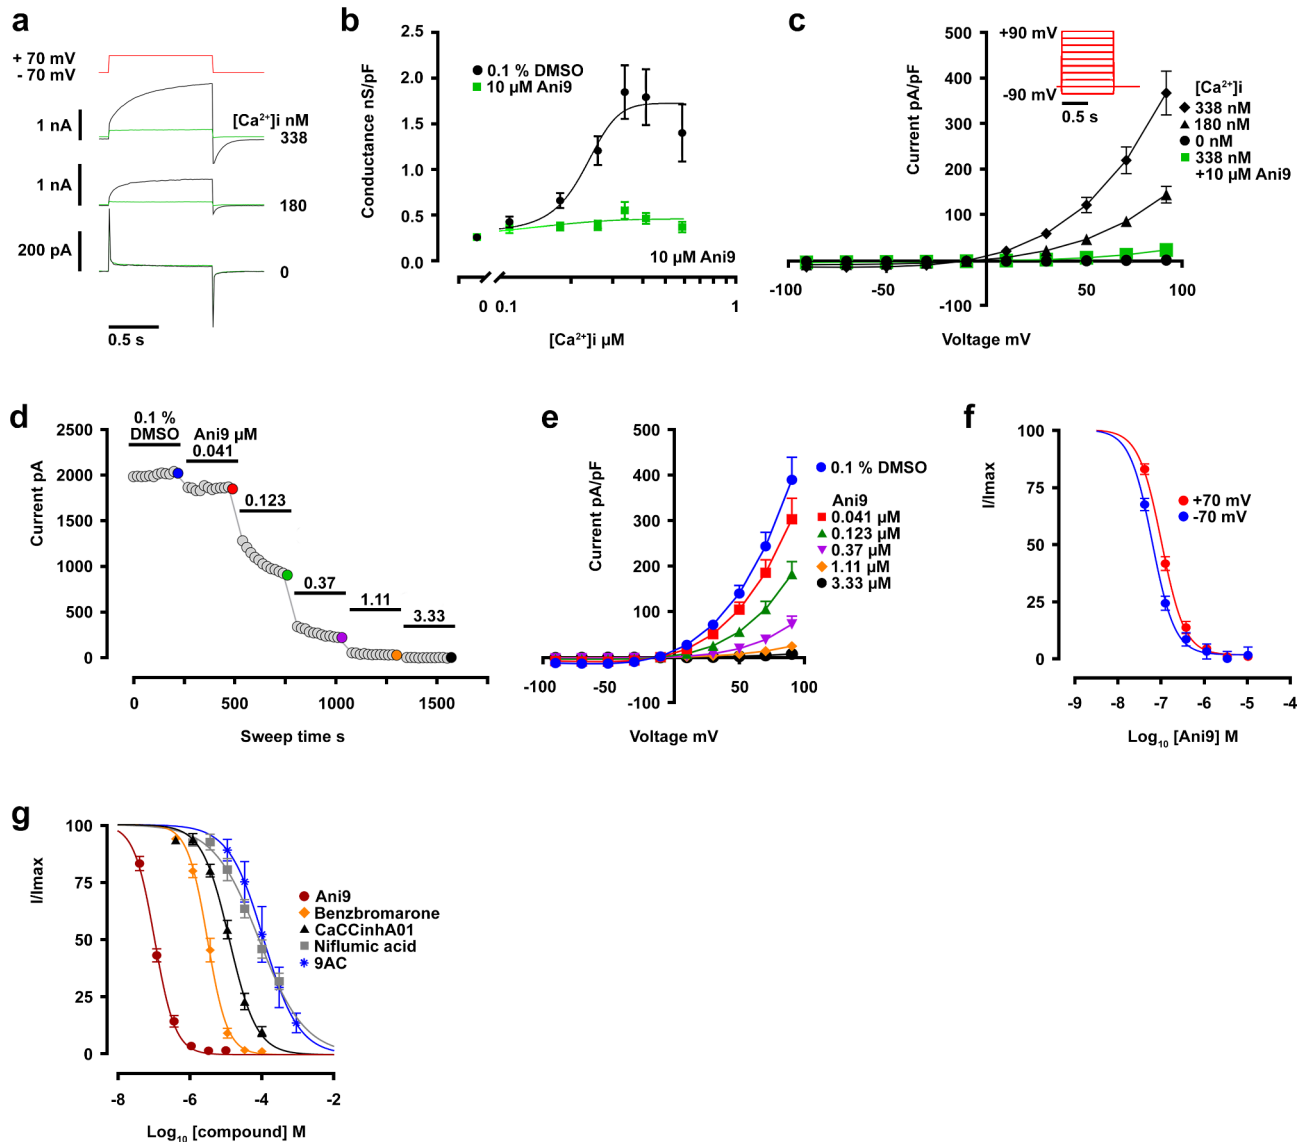 a
+ 70 mV
- 70 mV
1 nA
[Ca²⁺]i nM
338
1 nA
180
200 pA
0
0.5 s
b
Conductance nS/pF
2.5
2.0
1.5
1.0
0.5
0.0
0.1 % DMSO
10 µM Ani9
10 µM Ani9
0 0.1 1
[Ca²⁺]i µM
c
Current pA/pF
500
400
300
200
100
-100
-100 -50 50 100
Voltage mV
+90 mV
-90 mV
0.5 s
[Ca²⁺]i
338 nM
180 nM
0 nM
338 nM
+10 µM Ani9
d
Current pA
2500
2000
1500
1000
500
0
0.1 %
DMSO
Ani9 µM
0.041
0.123
0.37
1.11
3.33
0 500 1000 1500
Sweep time s
e
Current pA/pF
500
400
300
200
100
-100
-100 -50 50 100
Voltage mV
0.1 % DMSO
Ani9
0.041 µM
0.123 µM
0.37 µM
1.11 µM
3.33 µM
f
I/Imax
100
75
50
25
0
+70 mV
-70 mV
-9 -8 -7 -6 -5 -4
Log₁₀ [Ani9] M
g
I/Imax
100
75
50
25
0
Ani9
Benzbromarone
CaCCinhA01
Niflumic acid
9AC
-8 -6 -4 -2
Log₁₀ [compound] M